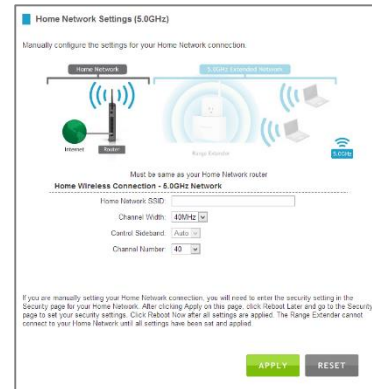 Home Network Settings (5.0GHz)
Manually configure the settings for your Home Network connection.
Home Network
5.0GHz Extended Network
Internet
Router
Range Extender
5.0GHz
Must be same as your Home Network router
Home Wireless Connection - 5.0GHz Network
Home Network SSID:
Channel Width: 40MHz
Control Sideband: Auto
Channel Number: 40
If you are manually setting your Home Network connection, you will need to enter the security setting in the
Security page for your Home Network. After clicking Apply on this page, click Reboot Later and go to the Security
page to set your security settings. Click Reboot Now after all settings are applied. The Range Extender cannot
connect to your Home Network until all settings have been set and applied.
APPLY
RESET